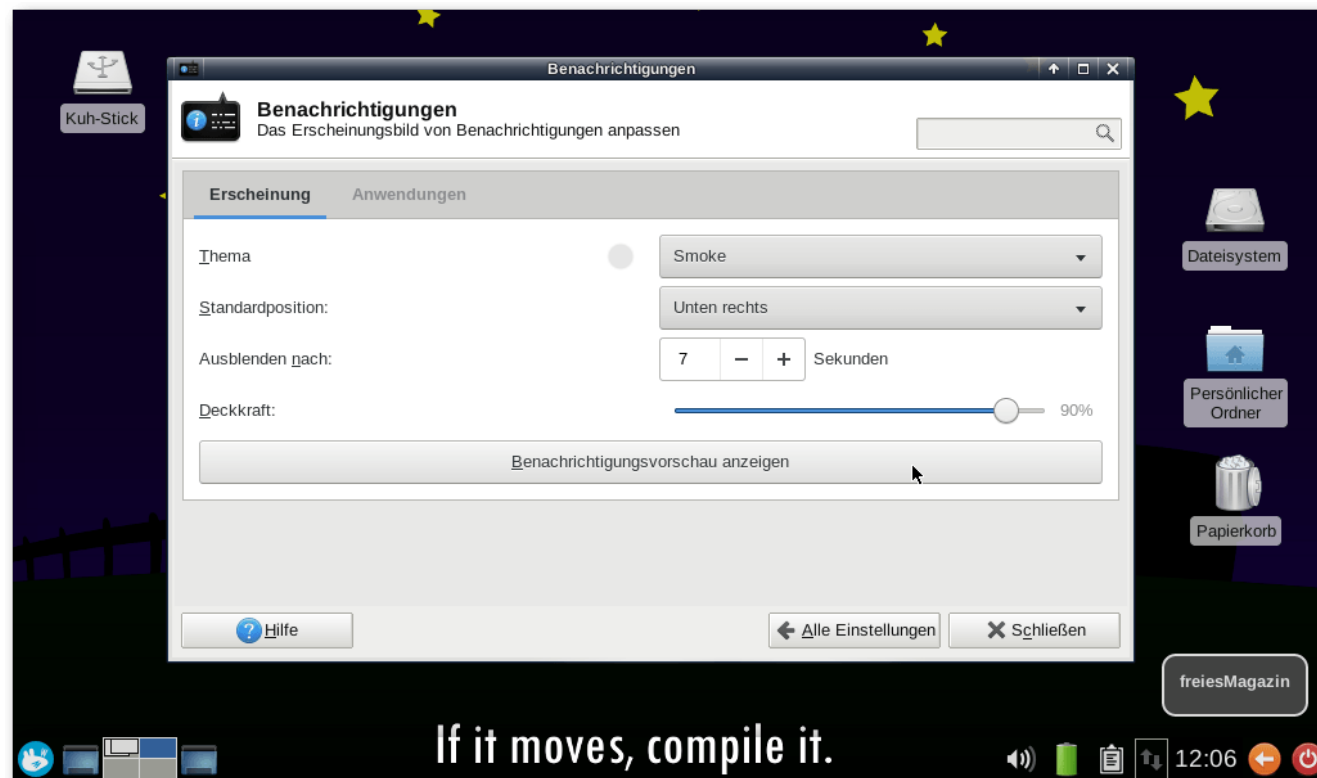 Kuh-Stick
Benachrichtigungen
Benachrichtigungen
Das Erscheinungsbild von Benachrichtigungen anpassen
Erscheinung Anwendungen
Thema Smoke
Standardposition: Unten rechts
Ausblenden nach: 7 − + Sekunden
Deckkraft: 90%
Benachrichtigungsvorschau anzeigen
Hilfe Alle Einstellungen Schließen
Dateisystem
Persönlicher
Ordner
Papierkorb
freiesMagazin
If it moves, compile it.
12:06